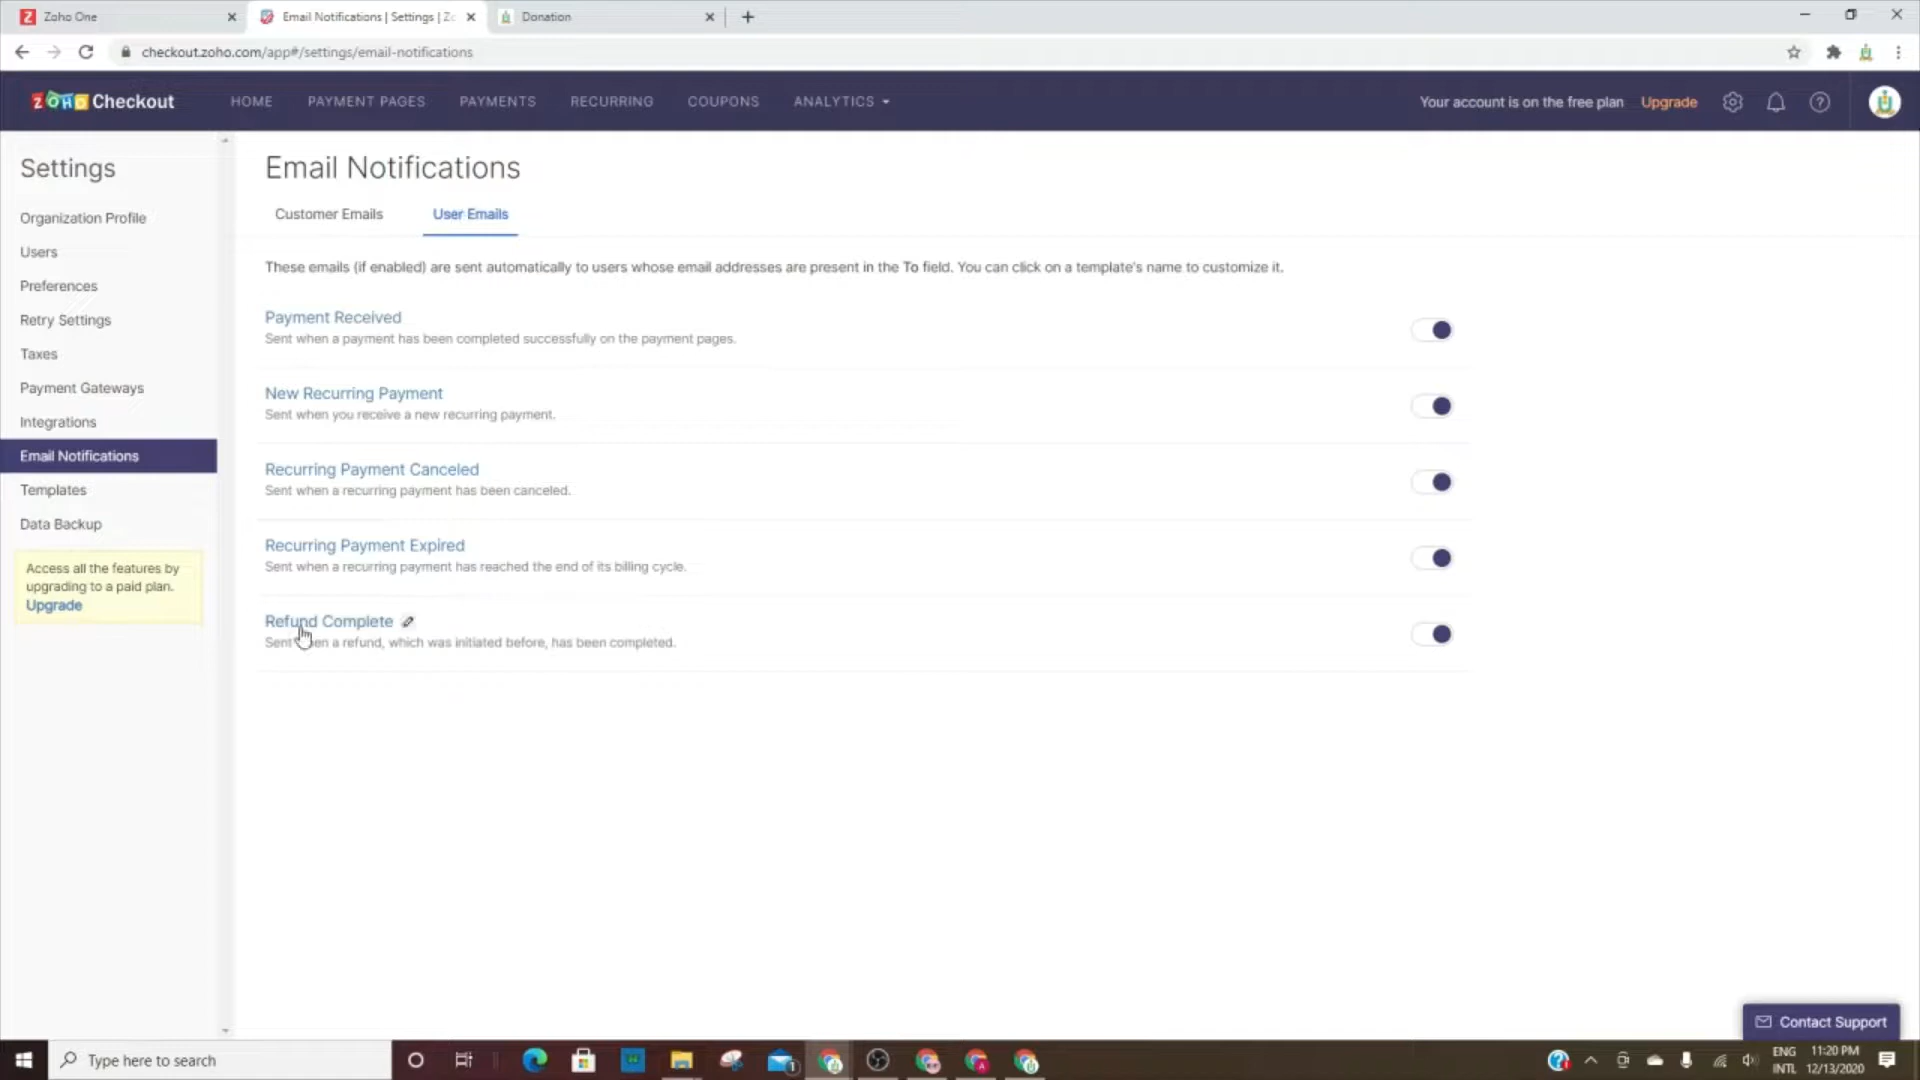 Zoho One
Email Notifications | Settings | Zo
Donation
checkout.zoho.com/app#/settings/email-notifications
ZOHO Checkout
HOME
PAYMENT PAGES
PAYMENTS
RECURRING
COUPONS
ANALYTICS
Your account is on the free plan
Upgrade
Settings
Organization Profile
Users
Preferences
Retry Settings
Taxes
Payment Gateways
Integrations
Email Notifications
Templates
Data Backup
Access all the features by
upgrading to a paid plan.
Upgrade
Email Notifications
Customer Emails
User Emails
These emails (if enabled) are sent automatically to users whose email addresses are present in the To field. You can click on a template's name to customize it.
Payment Received
Sent when a payment has been completed successfully on the payment pages.
New Recurring Payment
Sent when you receive a new recurring payment.
Recurring Payment Canceled
Sent when a recurring payment has been canceled.
Recurring Payment Expired
Sent when a recurring payment has reached the end of its billing cycle.
Refund Complete
Sent when a refund, which was initiated before, has been completed.
Contact Support
Type here to search
1
ENG
INTL
11:20 PM
12/13/2020